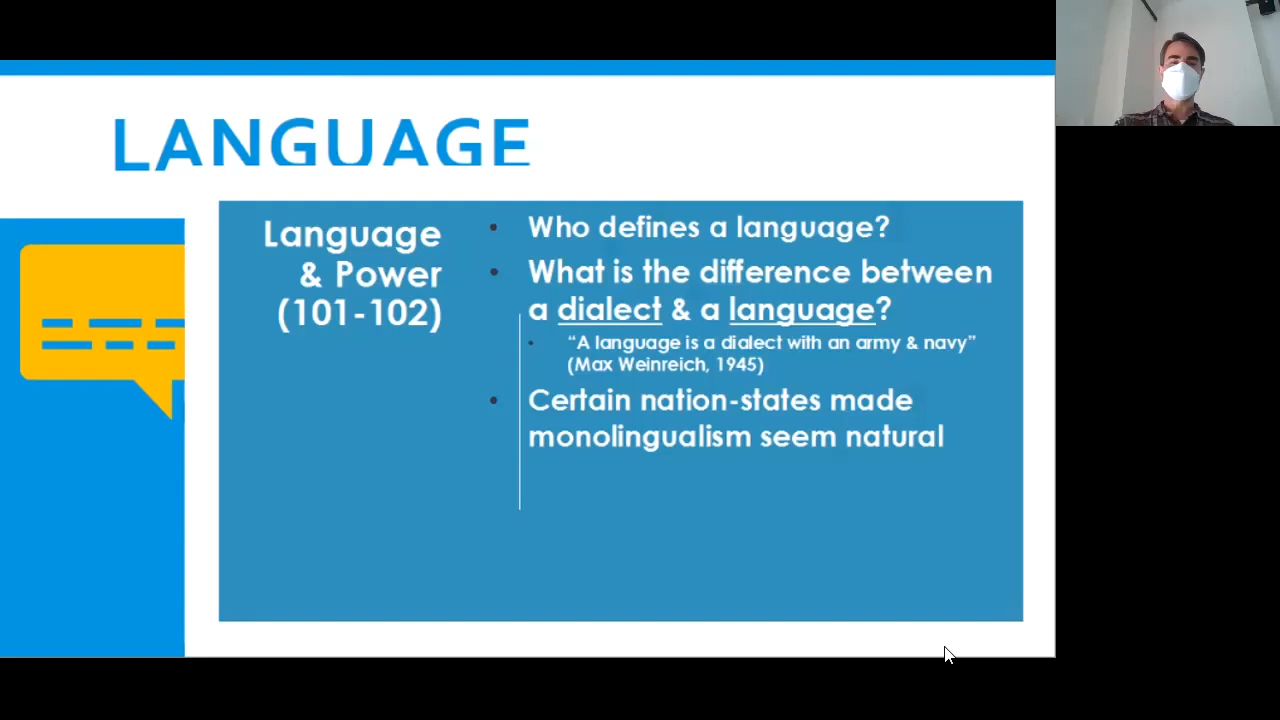 LANGUAGE
Language
& Power
(101-102)
• Who defines a language?
• What is the difference between
a dialect & a language?
• “A language is a dialect with an army & navy”
(Max Weinreich, 1945)
• Certain nation-states made
monolingualism seem natural